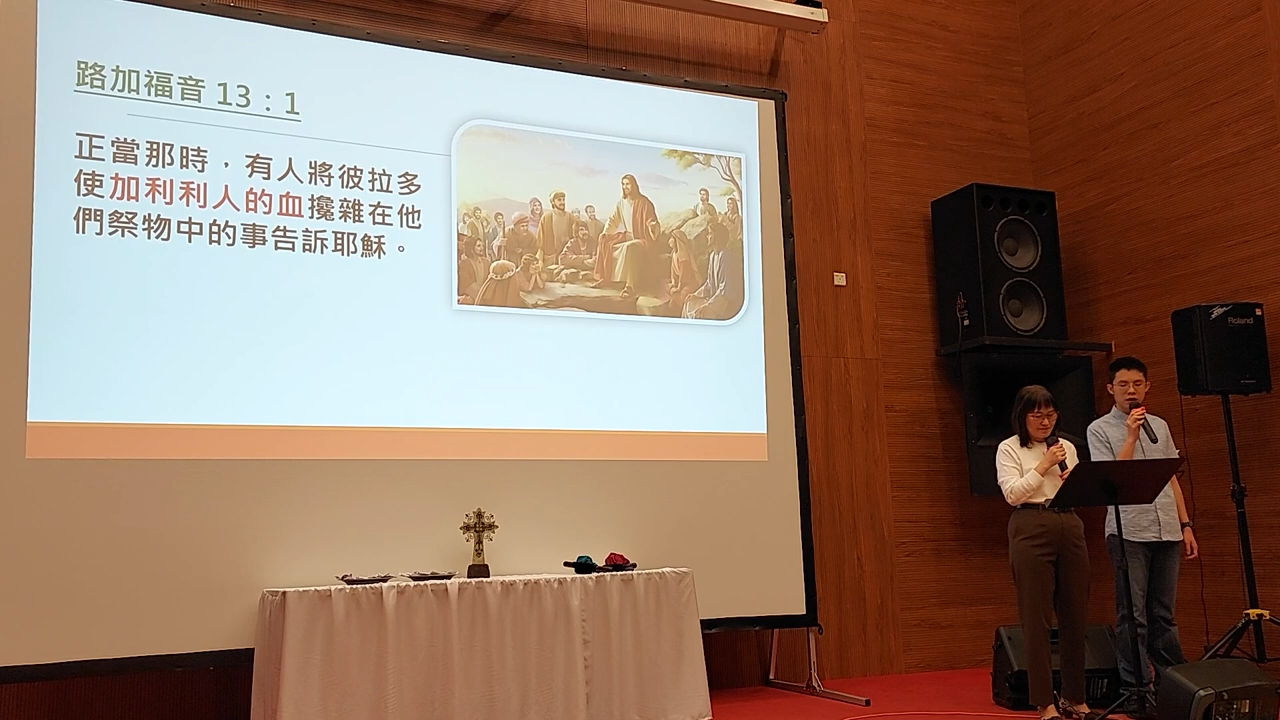 路加福音 13：1
正當那時，有人將彼拉多
使加利利人的血攙雜在他
們祭物中的事告訴耶穌。
Roland